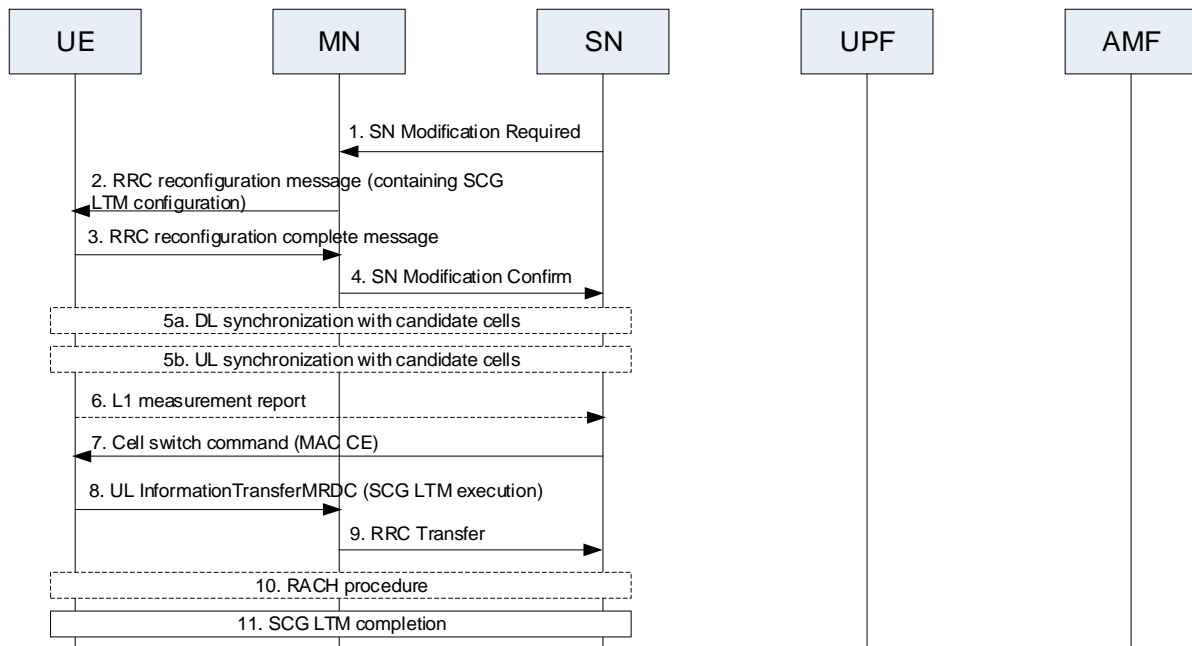 UE
MN
SN
UPF
AMF
1. SN Modification Required
2. RRC reconfiguration message (containing SCG
LTM configuration)
3. RRC reconfiguration complete message
4. SN Modification Confirm
5a. DL synchronization with candidate cells
5b. UL synchronization with candidate cells
6. L1 measurement report
7. Cell switch command (MAC CE)
8. UL InformationTransferMRDC (SCG LTM execution)
9. RRC Transfer
10. RACH procedure
11. SCG LTM completion